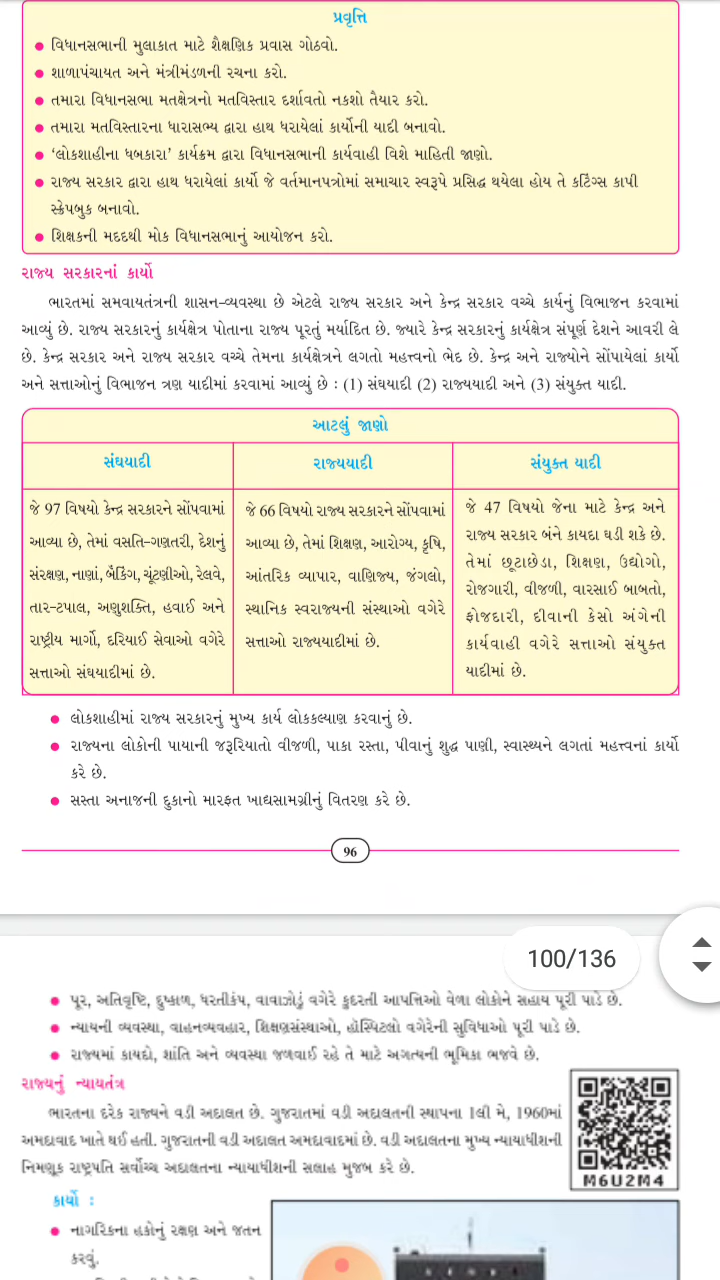 પ્રવૃત્તિ
● વિધાનસભાની મુલાકાત માટે શૈક્ષણિક પ્રવાસ ગોઠવો.
● શાળાપંચાયત અને મંત્રીમંડળની રચના કરો.
● તમારા વિધાનસભા મતક્ષેત્રનો મતવિસ્તાર દર્શાવતો નકશો તૈયાર કરો.
● તમારા મતવિસ્તારના ધારાસભ્ય દ્વારા હાથ ધરાયેલાં કાર્યોની યાદી બનાવો.
● ‘લોકશાહીના ધબકારા’ કાર્યક્રમ દ્વારા વિધાનસભાની કાર્યવાહી વિશે માહિતી જાણો.
● રાજ્ય સરકાર દ્વારા હાથ ધરાયેલાં કાર્યો જે વર્તમાનપત્રોમાં સમાચાર સ્વરૂપે પ્રસિદ્ધ થયેલા હોય તે કટિંગ્સ કાપી
સ્ક્રેપબુક બનાવો.
● શિક્ષકની મદદથી મોક વિધાનસભાનું આયોજન કરો.
રાજ્ય સરકારનાં કાર્યો
ભારતમાં સમવાયતંત્રની શાસન-વ્યવસ્થા છે એટલે રાજ્ય સરકાર અને કેન્દ્ર સરકાર વચ્ચે કાર્યનું વિભાજન કરવામાં
આવ્યું છે. રાજ્ય સરકારનું કાર્યક્ષેત્ર પોતાના રાજ્ય પૂરતું મર્યાદિત છે. જ્યારે કેન્દ્ર સરકારનું કાર્યક્ષેત્ર સંપૂર્ણ દેશને આવરી લે
છે. કેન્દ્ર સરકાર અને રાજ્ય સરકાર વચ્ચે તેમના કાર્યક્ષેત્રને લગતો મહત્ત્વનો ભેદ છે. કેન્દ્ર અને રાજ્યોને સોંપાયેલાં કાર્યો
અને સત્તાઓનું વિભાજન ત્રણ યાદીમાં કરવામાં આવ્યું છે : (1) સંઘયાદી (2) રાજ્યયાદી અને (3) સંયુક્ત યાદી.
આટલું જાણો
સંઘયાદી
જે 97 વિષયો કેન્દ્ર સરકારને સોંપવામાં
આવ્યા છે, તેમાં વસતિ-ગણતરી, દેશનું
સંરક્ષણ, નાણાં, બૅંકિંગ, ચૂંટણીઓ, રેલવે,
તાર-ટપાલ, અણુશક્તિ, હવાઈ અને
રાષ્ટ્રીય માર્ગો, દરિયાઈ સેવાઓ વગેરે
સત્તાઓ સંઘયાદીમાં છે.
રાજ્યયાદી
જે 66 વિષયો રાજ્ય સરકારને સોંપવામાં
આવ્યા છે, તેમાં શિક્ષણ, આરોગ્ય, કૃષિ,
આંતરિક વ્યાપાર, વાણિજ્ય, જંગલો,
સ્થાનિક સ્વરાજ્યની સંસ્થાઓ વગેરે
સત્તાઓ રાજ્યયાદીમાં છે.
સંયુક્ત યાદી
જે 47 વિષયો જેના માટે કેન્દ્ર અને
રાજ્ય સરકાર બંને કાયદા ઘડી શકે છે.
તેમાં છૂટાછેડા, શિક્ષણ, ઉદ્યોગો,
રોજગારી, વીજળી, વારસાઈ બાબતો,
ફોજદારી, દીવાની કેસો અંગેની
કાર્યવાહી વગેરે સત્તાઓ સંયુક્ત
યાદીમાં છે.
● લોકશાહીમાં રાજ્ય સરકારનું મુખ્ય કાર્ય લોકકલ્યાણ કરવાનું છે.
● રાજ્યના લોકોની પાયાની જરૂરિયાતો વીજળી, પાકા રસ્તા, પીવાનું શુદ્ધ પાણી, સ્વાસ્થ્યને લગતાં મહત્ત્વનાં કાર્યો
કરે છે.
● સસ્તા અનાજની દુકાનો મારફત ખાદ્યસામગ્રીનું વિતરણ કરે છે.
96
100/136
● પૂર, અતિવૃષ્ટિ, દુષ્કાળ, ધરતીકંપ, વાવાઝોડું વગેરે કુદરતી આપત્તિઓ વેળા લોકોને સહાય પૂરી પાડે છે.
● ન્યાયની વ્યવસ્થા, વાહનવ્યવહાર, શિક્ષણસંસ્થાઓ, હૉસ્પિટલો વગેરેની સુવિધાઓ પૂરી પાડે છે.
● રાજ્યમાં કાયદો, શાંતિ અને વ્યવસ્થા જળવાઈ રહે તે માટે અગત્યની ભૂમિકા ભજવે છે.
રાજ્યનું ન્યાયતંત્ર
ભારતના દરેક રાજ્યને વડી અદાલત છે. ગુજરાતમાં વડી અદાલતની સ્થાપના 1લી મે, 1960માં
અમદાવાદ ખાતે થઈ હતી. ગુજરાતની વડી અદાલત અમદાવાદમાં છે. વડી અદાલતના મુખ્ય ન્યાયાધીશની
નિમણૂક રાષ્ટ્રપતિ સર્વોચ્ચ અદાલતના ન્યાયાધીશની સલાહ મુજબ કરે છે.
M6U2M4
કાર્યો :
● નાગરિકના હકોનું રક્ષણ અને જતન
કરવું.